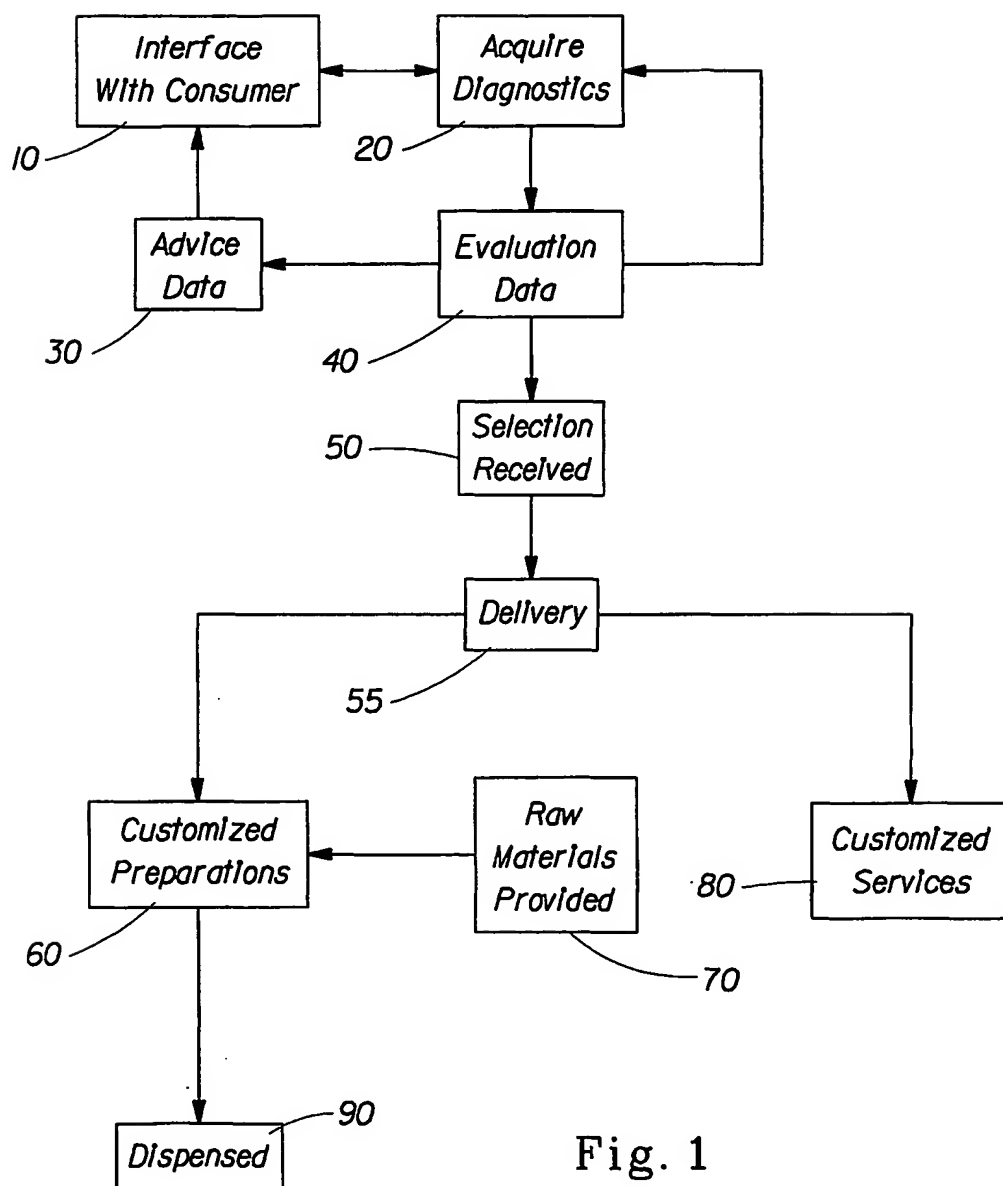 Interface
With Consumer
10
Acquire
Diagnostics
20
Advice
Data
30
Evaluation
Data
40
Selection
Received
50
Delivery
55
Customized
Preparations
60
Raw
Materials
Provided
70
Customized
Services
80
Dispensed
90
Fig. 1